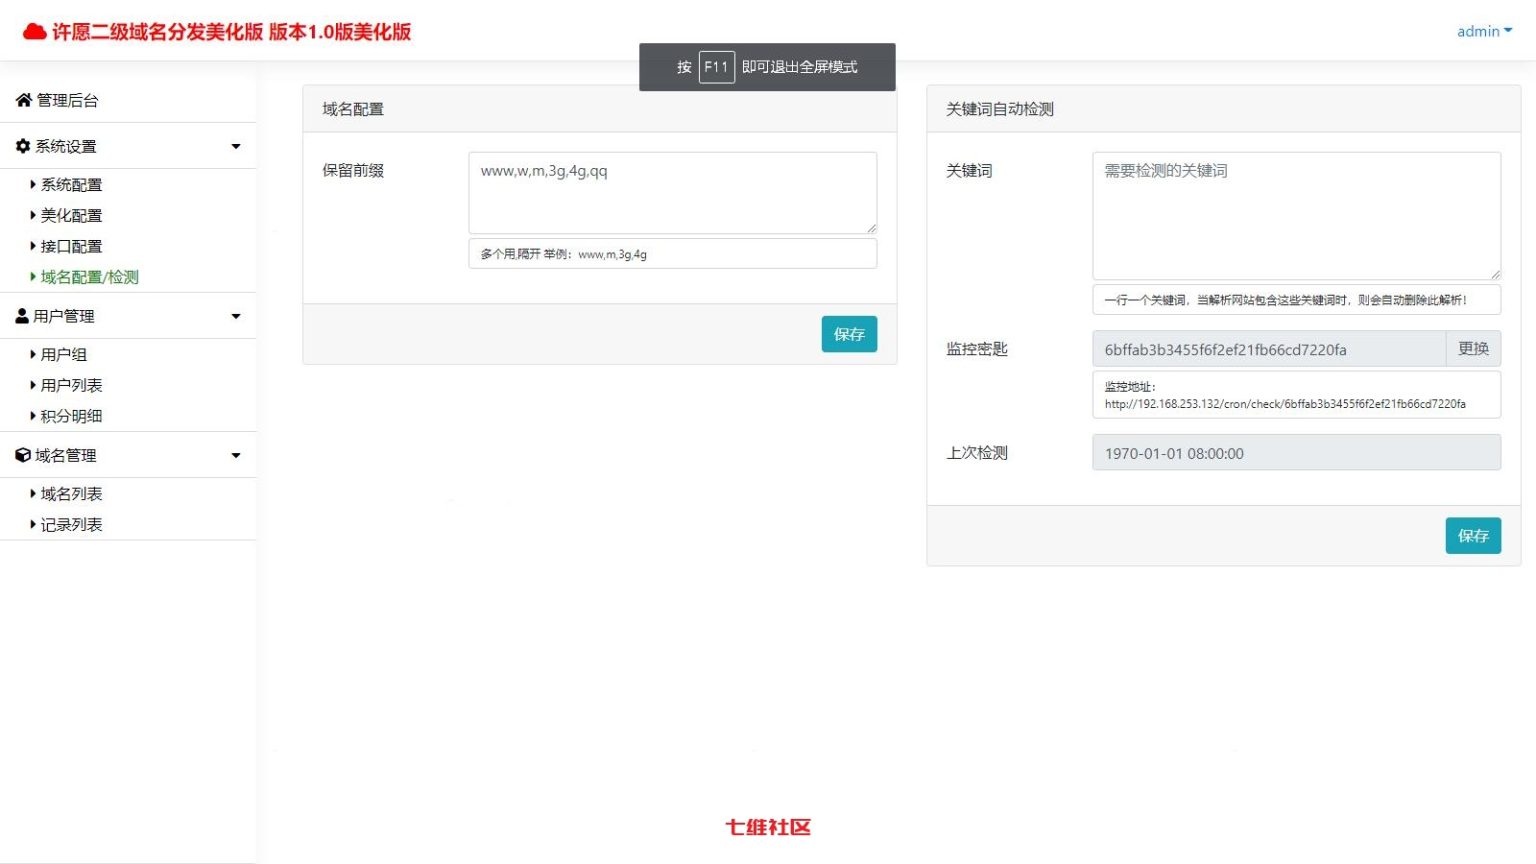 许愿二级域名分发美化版 版本1.0版美化版
admin
按 F11 即可退出全屏模式
管理后台
系统设置
系统配置
美化配置
接口配置
域名配置/检测
用户管理
用户组
用户列表
积分明细
域名管理
域名列表
记录列表
域名配置
保留前缀
www,w,m,3g,4g,qq
多个用,隔开 举例：www,m,3g,4g
保存
关键词自动检测
关键词
需要检测的关键词
一行一个关键词，当解析网站包含这些关键词时，则会自动删除此解析！
监控密匙
6bffab3b3455f6f2ef21fb66cd7220fa
更换
监控地址：
http://192.168.253.132/cron/check/6bffab3b3455f6f2ef21fb66cd7220fa
上次检测
1970-01-01 08:00:00
保存
七维社区